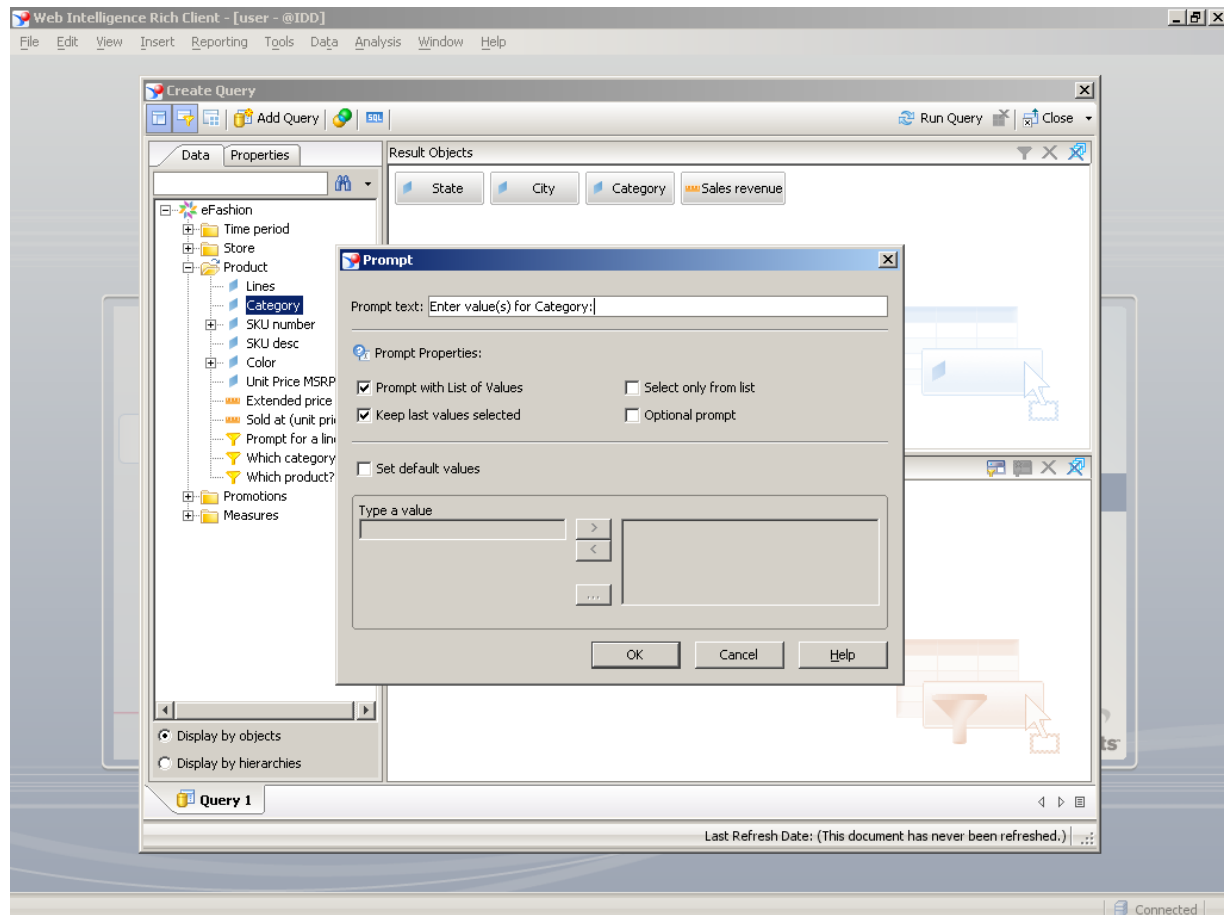 Web Intelligence Rich Client - [user - @IDD]
File Edit View Insert Reporting Tools Data Analysis Window Help
Create Query
Add Query SQL Run Query Close
Data Properties
Result Objects
State City Category Sales revenue
eFashion
Time period
Store
Product
Lines
Category
SKU number
SKU desc
Color
Unit Price MSRP
Extended price
Sold at (unit pri
Prompt for a lin
Which category
Which product?
Promotions
Measures
Display by objects
Display by hierarchies
Prompt
Prompt text: Enter value(s) for Category:
Prompt Properties:
Prompt with List of Values Select only from list
Keep last values selected Optional prompt
Set default values
Type a value
>
<
...
OK Cancel Help
ts
Query 1
Last Refresh Date: (This document has never been refreshed.)
Connected